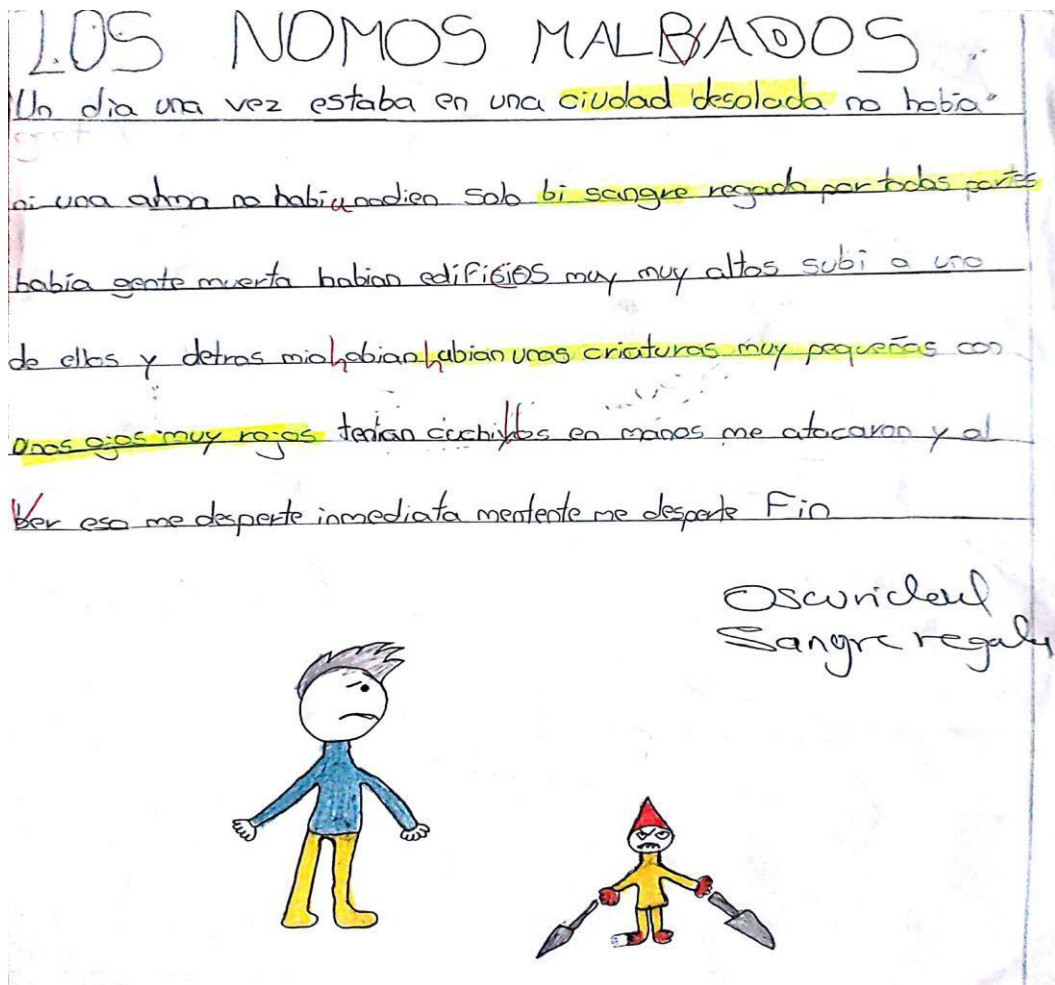 LOS NOMOS MALBADOS
Un dia una vez estaba en una ciudad desolada no habia
ni una alma no habia nadien solo bi sangre regada por todas partes
había gente muerta habian edificios muy muy altos subi a uno
de ellos y detras mio habian habian unas criaturas muy pequeñas con
unos ojos muy rojos tenian cuchillos en manos me atacaron y al
ber eso me desperte inmediata mentente me desperte Fin
Oscuridad
Sangre regada